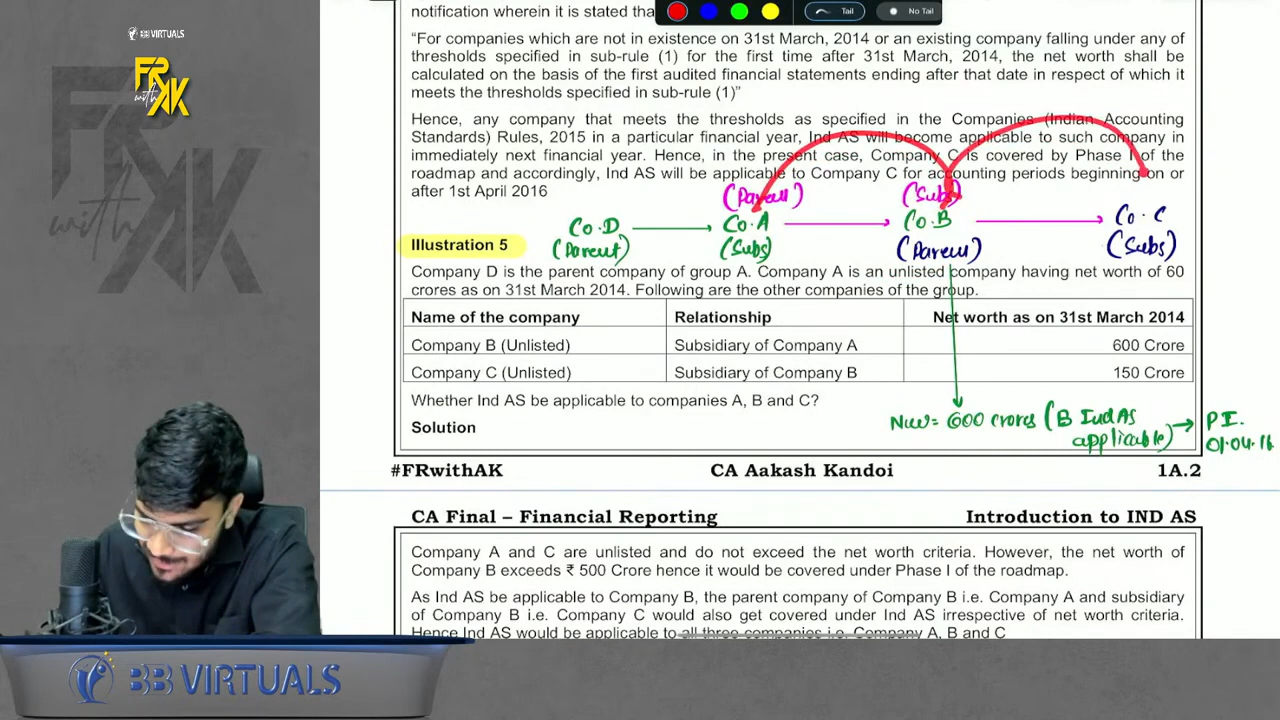 BB VIRTUALS
FR
with
AK
FR
with
AK
Tail
No Tail
notification wherein it is stated tha
“For companies which are not in existence on 31st March, 2014 or an existing company falling under any of
thresholds specified in sub-rule (1) for the first time after 31st March, 2014, the net worth shall be
calculated on the basis of the first audited financial statements ending after that date in respect of which it
meets the thresholds specified in sub-rule (1)”
Hence, any company that meets the thresholds as specified in the Companies (Indian Accounting
Standards) Rules, 2015 in a particular financial year, Ind AS will become applicable to such company in
immediately next financial year. Hence, in the present case, Company C is covered by Phase I of the
roadmap and accordingly, Ind AS will be applicable to Company C for accounting periods beginning on or
after 1st April 2016
(Parent) (Subs)
Co.D Co.A Co.B Co.C
(Parent) (Subs) (Parent) (Subs)
Illustration 5
Company D is the parent company of group A. Company A is an unlisted company having net worth of 60
crores as on 31st March 2014. Following are the other companies of the group.
Name of the company Relationship Net worth as on 31st March 2014
Company B (Unlisted) Subsidiary of Company A 600 Crore
Company C (Unlisted) Subsidiary of Company B 150 Crore
Whether Ind AS be applicable to companies A, B and C?
Solution
NW= 600 crores (B Ind AS applicable) → P I. 01.04.16
#FRwithAK CA Aakash Kandoi 1A.2
CA Final – Financial Reporting Introduction to IND AS
Company A and C are unlisted and do not exceed the net worth criteria. However, the net worth of
Company B exceeds ₹ 500 Crore hence it would be covered under Phase I of the roadmap.
As Ind AS be applicable to Company B, the parent company of Company B i.e. Company A and subsidiary
of Company B i.e. Company C would also get covered under Ind AS irrespective of net worth criteria.
Hence Ind AS would be applicable to all three companies i.e. Company A, B and C
BB VIRTUALS